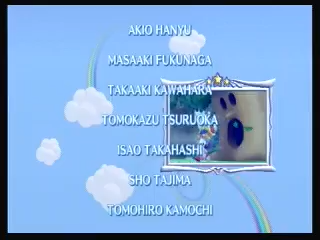 AKIO HANYU
MASAAKI FUKUNAGA
TAKAAKI KAWAHARA
TOMOKAZU TSURUOKA
ISAO TAKAHASHI
SHO TAJIMA
TOMOHIRO KAMOCHI